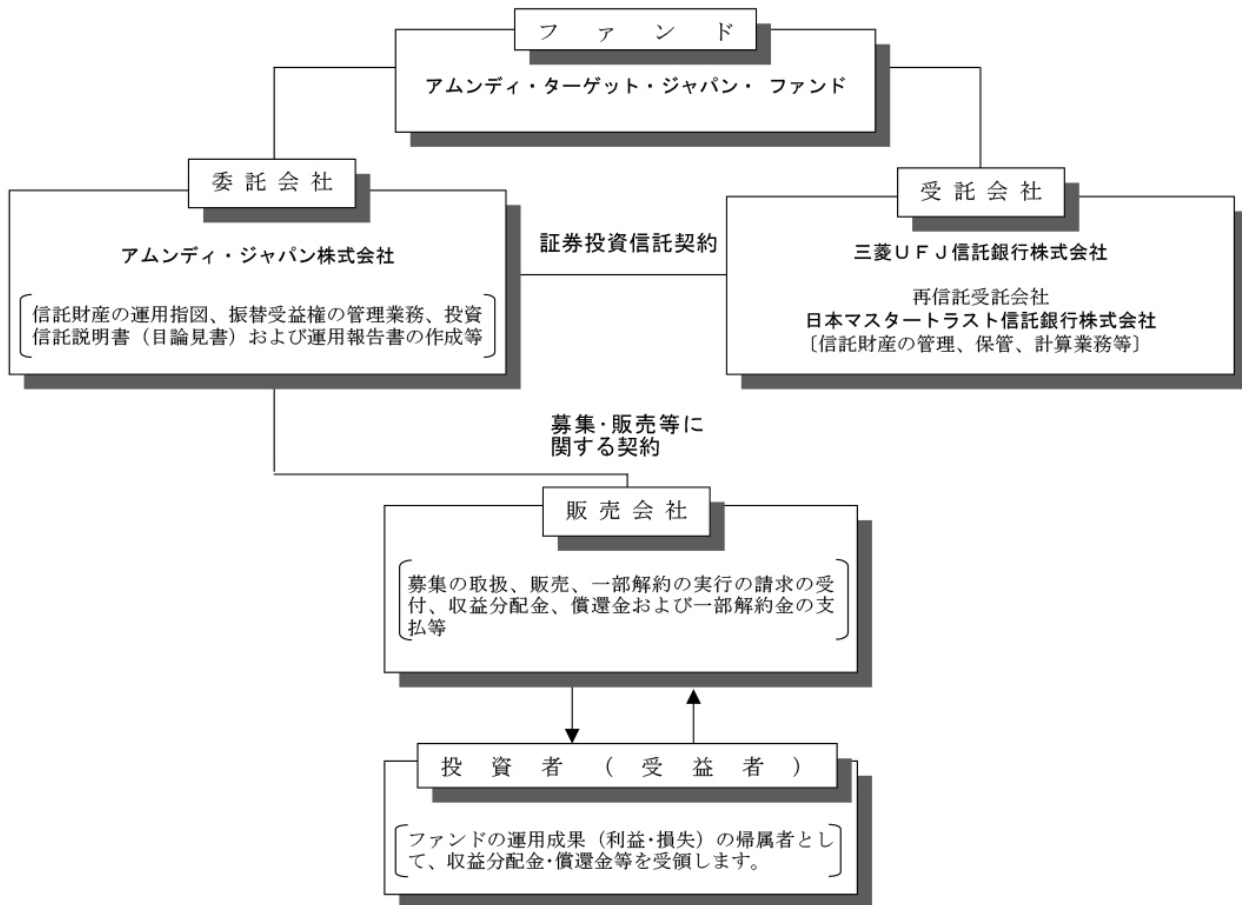 ファンド
アムンディ・ターゲット・ジャパン・ ファンド
委託会社
アムンディ・ジャパン株式会社
信託財産の運用指図、振替受益権の管理業務、投資
信託説明書（目論見書）および運用報告書の作成等
証券投資信託契約
受託会社
三菱ＵＦＪ信託銀行株式会社
再信託受託会社
日本マスタートラスト信託銀行株式会社
〔信託財産の管理、保管、計算業務等〕
募集･販売等に
関する契約
販売会社
募集の取扱、販売、一部解約の実行の請求の受
付、収益分配金、償還金および一部解約金の支
払等
投資者（受益者）
ファンドの運用成果（利益･損失）の帰属者とし
て、収益分配金･償還金等を受領します。